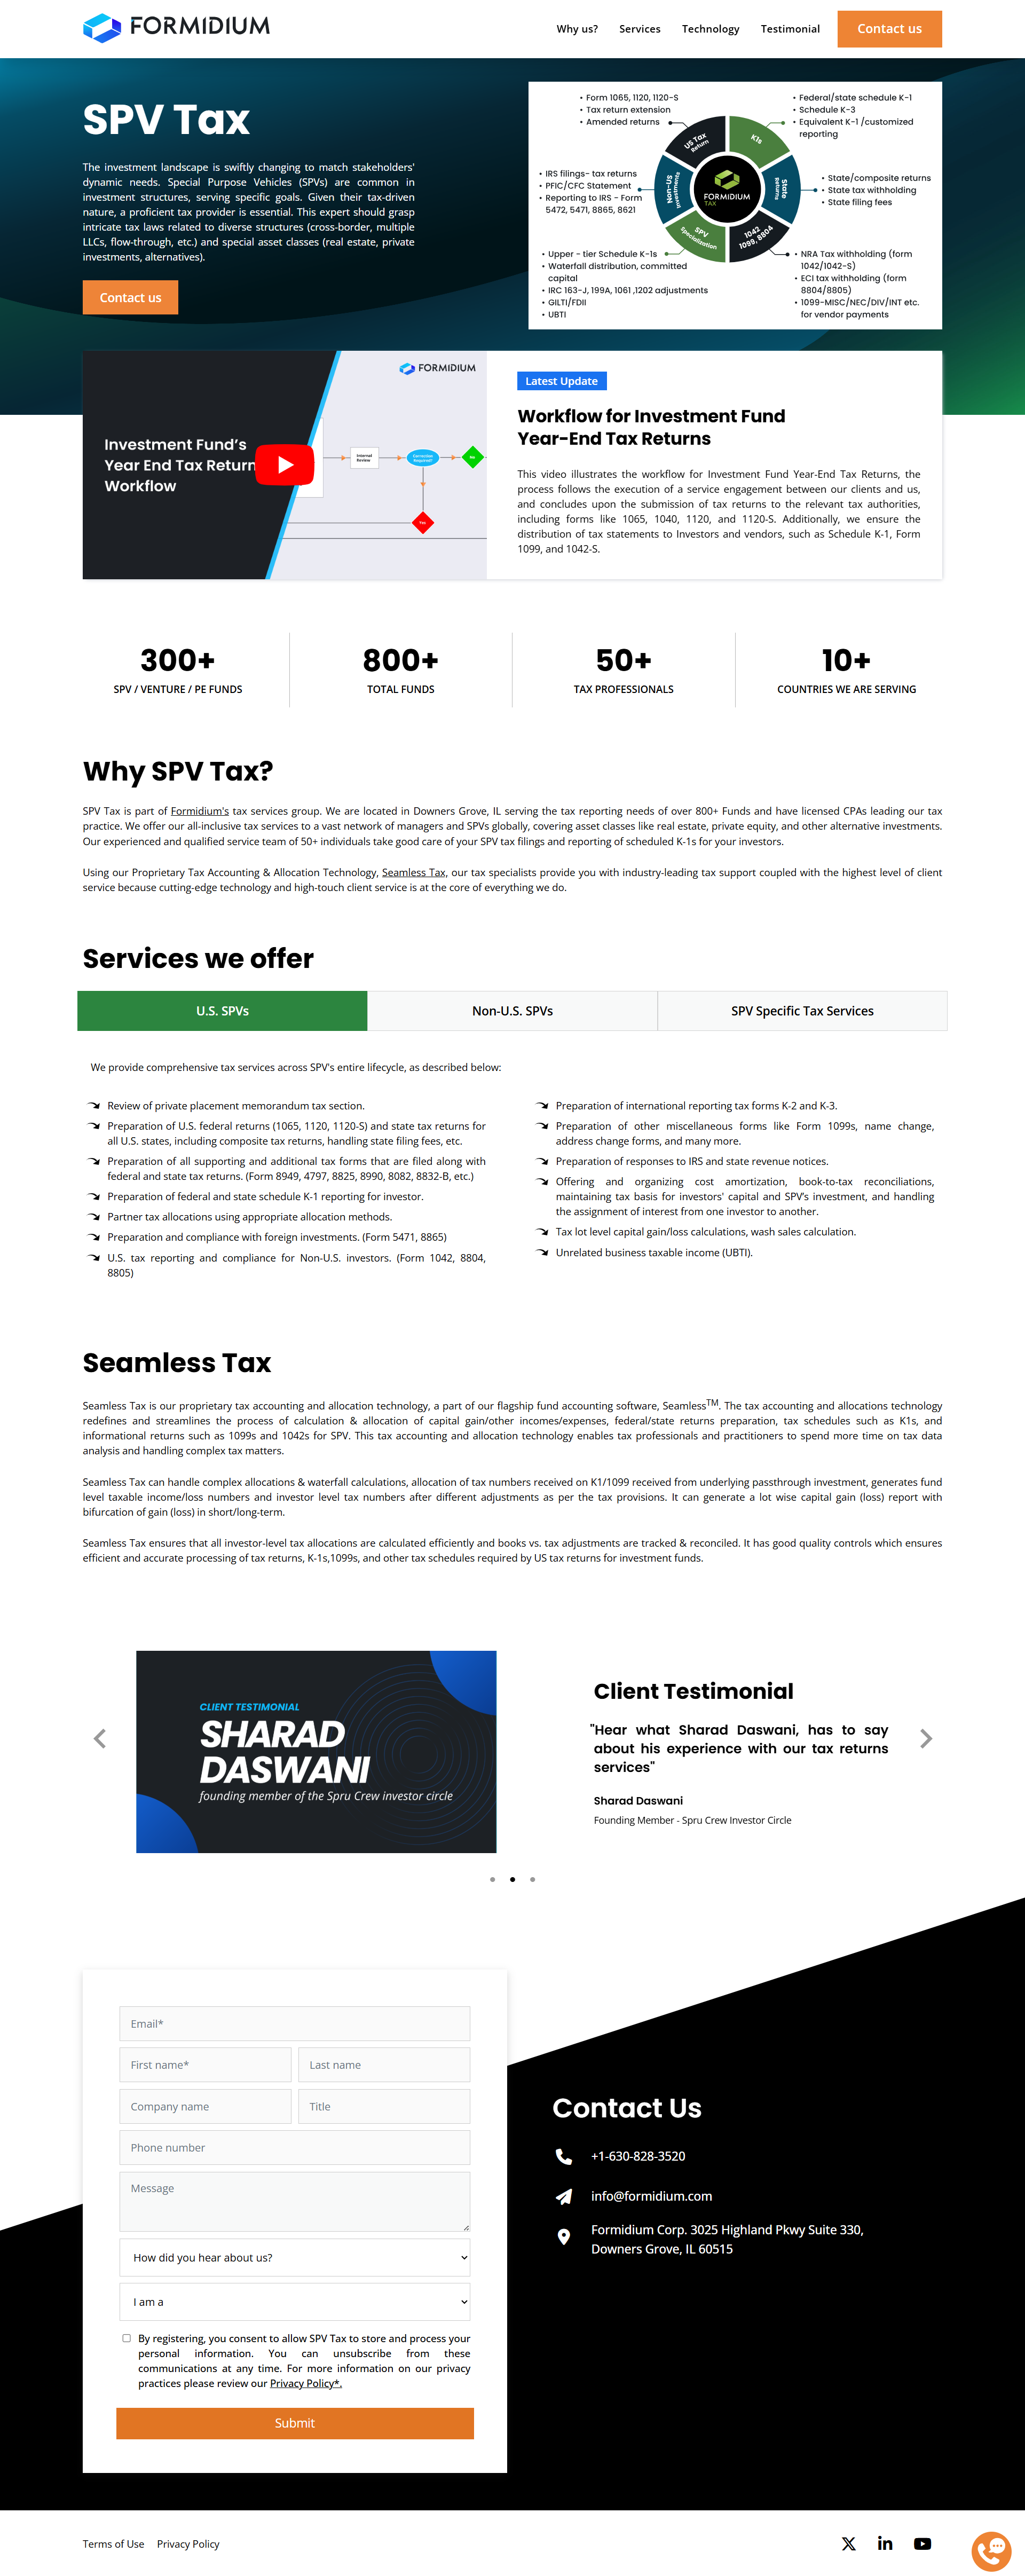 FORMIDIUM
Why us?
Services
Technology
Testimonial
Contact us
SPV Tax
The investment landscape is swiftly changing to match stakeholders'
dynamic needs. Special Purpose Vehicles (SPVs) are common in
investment structures, serving specific goals. Given their tax-driven
nature, a proficient tax provider is essential. This expert should grasp
intricate tax laws related to diverse structures (cross-border, multiple
LLCs, flow-through, etc.) and special asset classes (real estate, private
investments, alternatives).
Contact us
• Form 1065, 1120, 1120-S
• Tax return extension
• Amended returns
• Federal/state schedule K-1
• Schedule K-3
• Equivalent K-1 /customized
reporting
• IRS filings- tax returns
• PFIC/CFC Statement
• Reporting to IRS - Form
5472, 5471, 8865, 8621
US Tax
Return
K1s
Non-US
Investments
FORMIDIUM
TAX
State
Returns
SPV
Specialization
1042
1099, 8804
• State/composite returns
• State tax withholding
• State filing fees
• Upper - tier Schedule K-1s
• Waterfall distribution, committed
capital
• IRC 163-J, 199A, 1061 ,1202 adjustments
• GILTI/FDII
• UBTI
• NRA Tax withholding (form
1042/1042-S)
• ECI tax withholding (form
8804/8805)
• 1099-MISC/NEC/DIV/INT etc.
for vendor payments
FORMIDIUM
Investment Fund's
Year End Tax Return
Workflow
Internal
Review
Correction
Required?
No
Yes
Latest Update
Workflow for Investment Fund
Year-End Tax Returns
This video illustrates the workflow for Investment Fund Year-End Tax Returns, the
process follows the execution of a service engagement between our clients and us,
and concludes upon the submission of tax returns to the relevant tax authorities,
including forms like 1065, 1040, 1120, and 1120-S. Additionally, we ensure the
distribution of tax statements to Investors and vendors, such as Schedule K-1, Form
1099, and 1042-S.
300+
SPV / VENTURE / PE FUNDS
800+
TOTAL FUNDS
50+
TAX PROFESSIONALS
10+
COUNTRIES WE ARE SERVING
Why SPV Tax?
SPV Tax is part of Formidium's tax services group. We are located in Downers Grove, IL serving the tax reporting needs of over 800+ Funds and have licensed CPAs leading our tax
practice. We offer our all-inclusive tax services to a vast network of managers and SPVs globally, covering asset classes like real estate, private equity, and other alternative investments.
Our experienced and qualified service team of 50+ individuals take good care of your SPV tax filings and reporting of scheduled K-1s for your investors.
Using our Proprietary Tax Accounting & Allocation Technology, Seamless Tax, our tax specialists provide you with industry-leading tax support coupled with the highest level of client
service because cutting-edge technology and high-touch client service is at the core of everything we do.
Services we offer
U.S. SPVs
Non-U.S. SPVs
SPV Specific Tax Services
We provide comprehensive tax services across SPV's entire lifecycle, as described below:
Review of private placement memorandum tax section.
Preparation of U.S. federal returns (1065, 1120, 1120-S) and state tax returns for
all U.S. states, including composite tax returns, handling state filing fees, etc.
Preparation of all supporting and additional tax forms that are filed along with
federal and state tax returns. (Form 8949, 4797, 8825, 8990, 8082, 8832-B, etc.)
Preparation of federal and state schedule K-1 reporting for investor.
Partner tax allocations using appropriate allocation methods.
Preparation and compliance with foreign investments. (Form 5471, 8865)
U.S. tax reporting and compliance for Non-U.S. investors. (Form 1042, 8804,
8805)
Preparation of international reporting tax forms K-2 and K-3.
Preparation of other miscellaneous forms like Form 1099s, name change,
address change forms, and many more.
Preparation of responses to IRS and state revenue notices.
Offering and organizing cost amortization, book-to-tax reconciliations,
maintaining tax basis for investors' capital and SPV's investment, and handling
the assignment of interest from one investor to another.
Tax lot level capital gain/loss calculations, wash sales calculation.
Unrelated business taxable income (UBTI).
Seamless Tax
Seamless Tax is our proprietary tax accounting and allocation technology, a part of our flagship fund accounting software, Seamless™. The tax accounting and allocations technology
redefines and streamlines the process of calculation & allocation of capital gain/other incomes/expenses, federal/state returns preparation, tax schedules such as K1s, and
informational returns such as 1099s and 1042s for SPV. This tax accounting and allocation technology enables tax professionals and practitioners to spend more time on tax data
analysis and handling complex tax matters.
Seamless Tax can handle complex allocations & waterfall calculations, allocation of tax numbers received on K1/1099 received from underlying passthrough investment, generates fund
level taxable income/loss numbers and investor level tax numbers after different adjustments as per the tax provisions. It can generate a lot wise capital gain (loss) report with
bifurcation of gain (loss) in short/long-term.
Seamless Tax ensures that all investor-level tax allocations are calculated efficiently and books vs. tax adjustments are tracked & reconciled. It has good quality controls which ensures
efficient and accurate processing of tax returns, K-1s,1099s, and other tax schedules required by US tax returns for investment funds.
CLIENT TESTIMONIAL
SHARAD
DASWANI
founding member of the Spru Crew investor circle
Client Testimonial
"Hear what Sharad Daswani, has to say
about his experience with our tax returns
services"
Sharad Daswani
Founding Member - Spru Crew Investor Circle
Email*
First name*
Last name
Company name
Title
Phone number
Message
How did you hear about us?
I am a
By registering, you consent to allow SPV Tax to store and process your
personal information. You can unsubscribe from these
communications at any time. For more information on our privacy
practices please review our Privacy Policy*.
Submit
Contact Us
+1-630-828-3520
info@formidium.com
Formidium Corp. 3025 Highland Pkwy Suite 330,
Downers Grove, IL 60515
Terms of Use
Privacy Policy